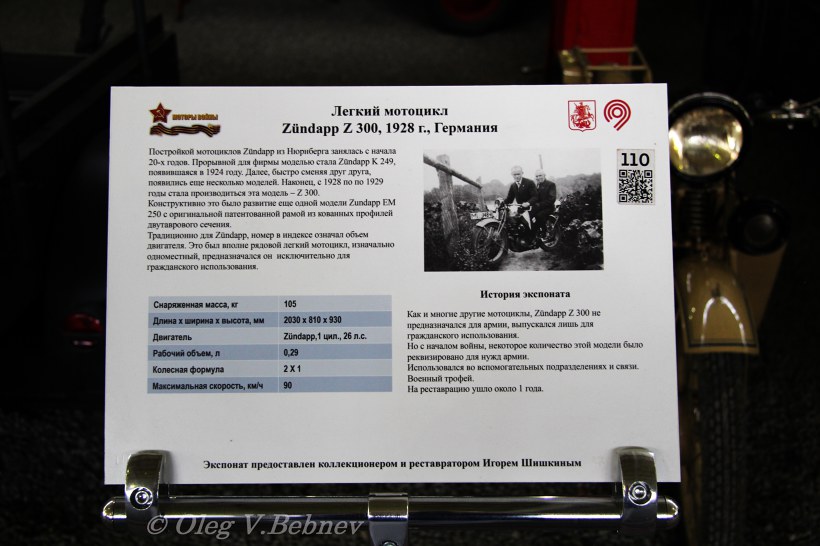 МОТОРЫ ВОЙНЫ
Легкий мотоцикл
Zündapp Z 300, 1928 г., Германия
Постройкой мотоциклов Zündapp из Нюриберга занялась с начала
20-х годов. Прорывной для фирмы моделью стала Zündapp K 249,
появившаяся в 1924 году. Далее, быстро сменяя друг друга,
появились еще несколько моделей. Наконец, с 1928 по по 1929
годы стала производиться эта модель – Z 300.
Конструктивно это было развитие еще одной модели Zundapp EM
250 с оригинальной патентованной рамой из кованных профилей
двутаврового сечения.
Традиционно для Zündapp, номер в индексе означал объем
двигателя. Это был вполне рядовой легкий мотоцикл, изначально
одноместный, предназначался он исключительно для
гражданского использования.
110
Снаряженная масса, кг 105
Длина х ширина х высота, мм 2030 х 810 х 930
Двигатель Zündapp,1 цил., 26 л.с.
Рабочий объем, л 0,29
Колесная формула 2 Х 1
Максимальная скорость, км/ч 90
История экспоната
Как и многие другие мотоциклы, Zündapp Z 300 не
предназначался для армии, выпускался лишь для
гражданского использования.
Но с началом войны, некоторое количество этой модели было
реквизировано для нужд армии.
Использовался во вспомогательных подразделениях и связи.
Военный трофей.
На реставрацию ушло около 1 года.
Экспонат предоставлен коллекционером и реставратором Игорем Шишкиным
© Oleg V.Bebnev